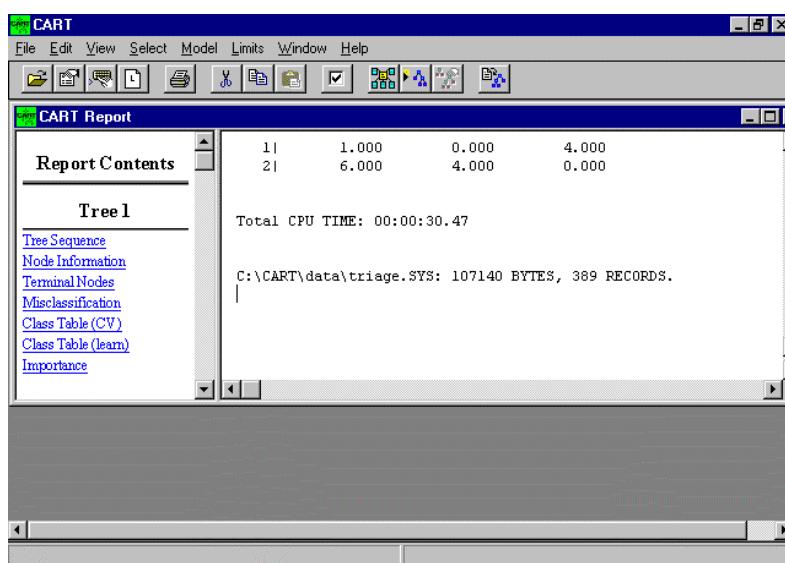 CART
File Edit View Select Model Limits Window Help
CART Report
Report Contents
Tree 1
Tree Sequence
Node Information
Terminal Nodes
Misclassification
Class Table (CV)
Class Table (learn)
Importance
1| 1.000 0.000 4.000
2| 6.000 4.000 0.000
Total CPU TIME: 00:00:30.47
C:\CART\data\triage.SYS: 107140 BYTES, 389 RECORDS.